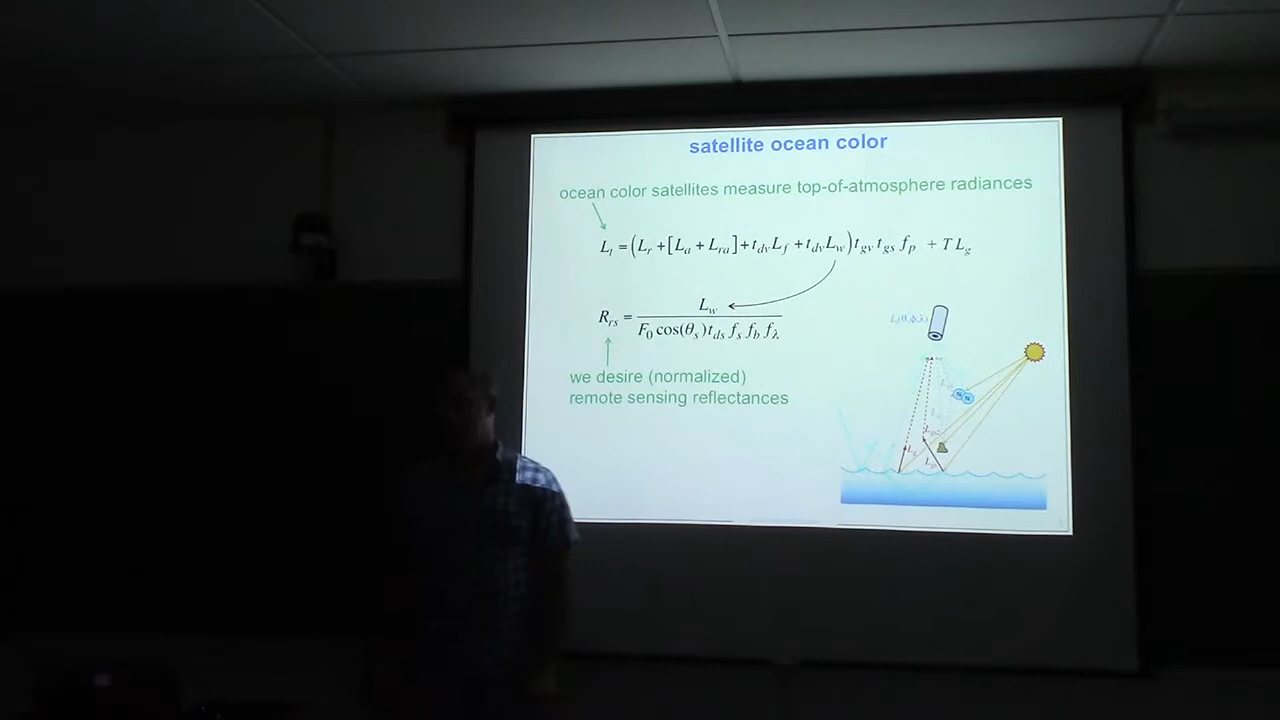 satellite ocean color
ocean color satellites measure top-of-atmosphere radiances
L_t = (L_r + [L_a + L_ra] + t_dv L_f + t_dv L_w) t_gv t_gs f_p + T L_g
R_rs = L_w / F_0 cos(θ_s) t_ds f_s f_b f_λ
we desire (normalized)
remote sensing reflectances